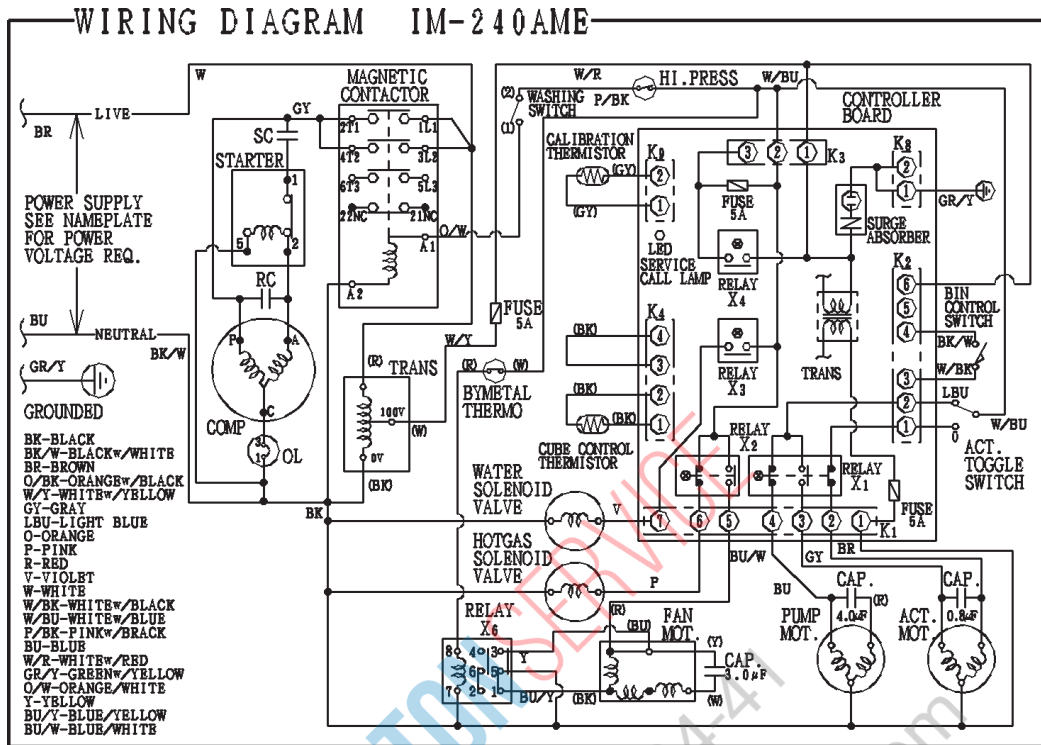 WIRING DIAGRAM IM-240AME
W
LIVE
BR
POWER SUPPLY
SEE NAMEPLATE
FOR POWER
VOLTAGE REQ.
BU
NEUTRAL
BK/W
GR/Y
GROUNDED
BK-BLACK
BK/W-BLACKw/WHITE
BR-BROWN
O/BK-ORANGEw/BLACK
W/Y-WHITEw/YELLOW
GY-GRAY
LBU-LIGHT BLUE
O-ORANGE
P-PINK
R-RED
V-VIOLET
W-WHITE
W/BK-WHITEw/BLACK
W/BU-WHITEw/BLUE
P/BK-PINKw/BRACK
BU-BLUE
W/R-WHITEw/RED
GR/Y-GREENw/YELLOW
O/W-ORANGE/WHITE
Y-YELLOW
BU/Y-BLUE/YELLOW
BU/W-BLUE/WHITE
GY
SC
STARTER
1
5
2
RC
P
A
C
COMP
3
1
OL
MAGNETIC
CONTACTOR
2T1
1L1
4T2
3L2
6T3
5L3
22NC
21NC
A1
A2
O/W
(R)
TRANS
100V
(W)
0V
(BK)
BK
W/Y
FUSE
5A
(R)
(W)
BYMETAL
THERMO
(2)
WASHING
SWITCH
(1)
W/R
P/BK
HI.PRESS
W/BU
CONTROLLER
BOARD
CALIBRATION
THERMISTOR
(GY)
(GY)
K9
2
1
3
2
1
K3
FUSE
5A
LED
SERVICE
CALL LAMP
RELAY
X4
RELAY
X3
SURGE
ABSORBER
K8
2
1
GR/Y
TRANS
K2
6
5
4
3
2
1
BIN
CONTROL
SWITCH
BK/W
W/BK
LBU
W/BU
0
ACT.
TOGGLE
SWITCH
K4
4
3
2
1
(BK)
(BK)
(BK)
CUBE CONTROL
THERMISTOR
RELAY
X2
RELAY
X1
FUSE
5A
7
6
5
4
3
2
1
K1
WATER
SOLENOID
VALVE
V
HOTGAS
SOLENOID
VALVE
P
BU/W
GY
BR
BU
RELAY
X6
8
4
3
6
5
7
2
1
Y
BU/Y
(R)
(BU)
FAN
MOT.
(Y)
CAP.
3.0μF
(W)
(BK)
CAP.
4.0μF
(R)
PUMP
MOT.
CAP.
0.8μF
ACT.
MOT.
TON SERVICE
4-41
om